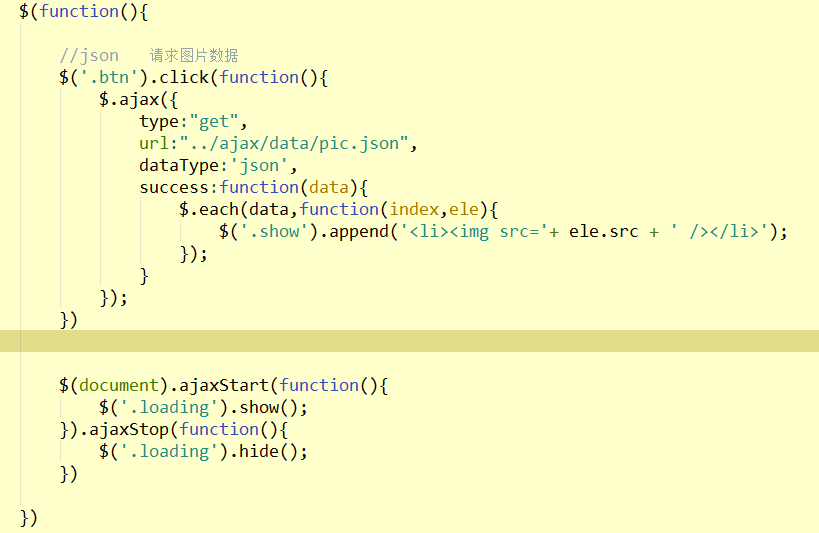 $(function(){
//json   请求图片数据
$('.btn').click(function(){
$.ajax({
type:"get",
url:"../ajax/data/pic.json",
dataType:'json',
success:function(data){
$.each(data,function(index,ele){
$('.show').append('<li><img src='+ ele.src + ' /></li>');
});
}
});
})
$(document).ajaxStart(function(){
$('.loading').show();
}).ajaxStop(function(){
$('.loading').hide();
})
})